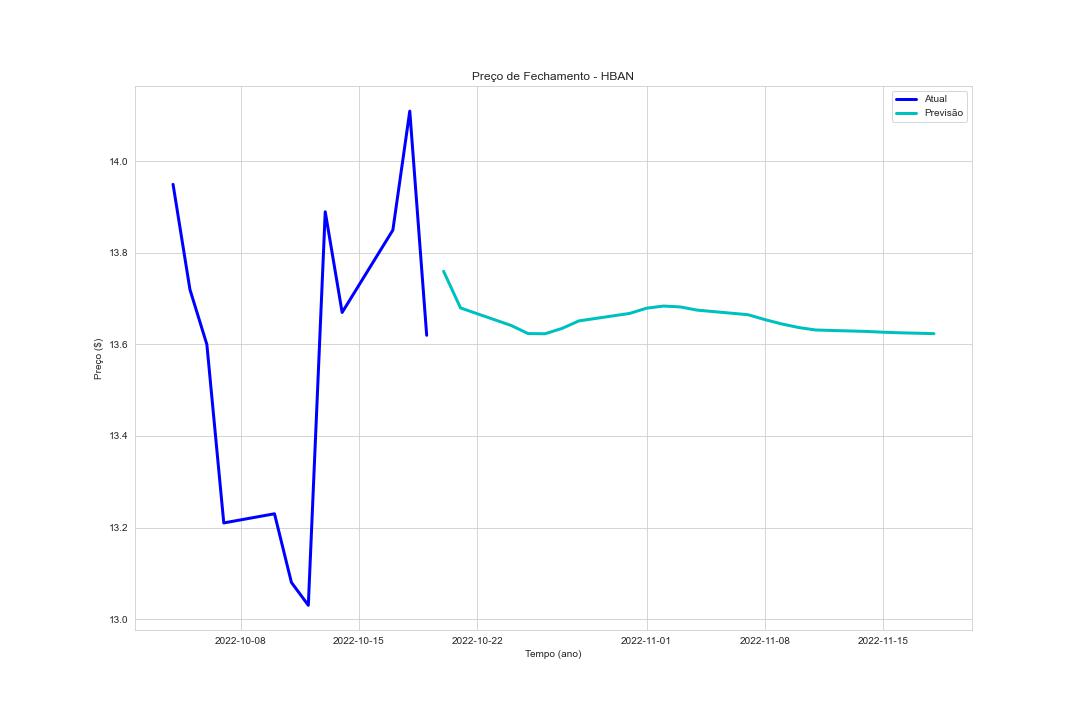 Preço de Fechamento - HBAN
Atual
Previsão
14.0
13.8
13.6
13.4
13.2
13.0
Preço ($)
2022-10-08
2022-10-15
2022-10-22
2022-11-01
2022-11-08
2022-11-15
Tempo (ano)